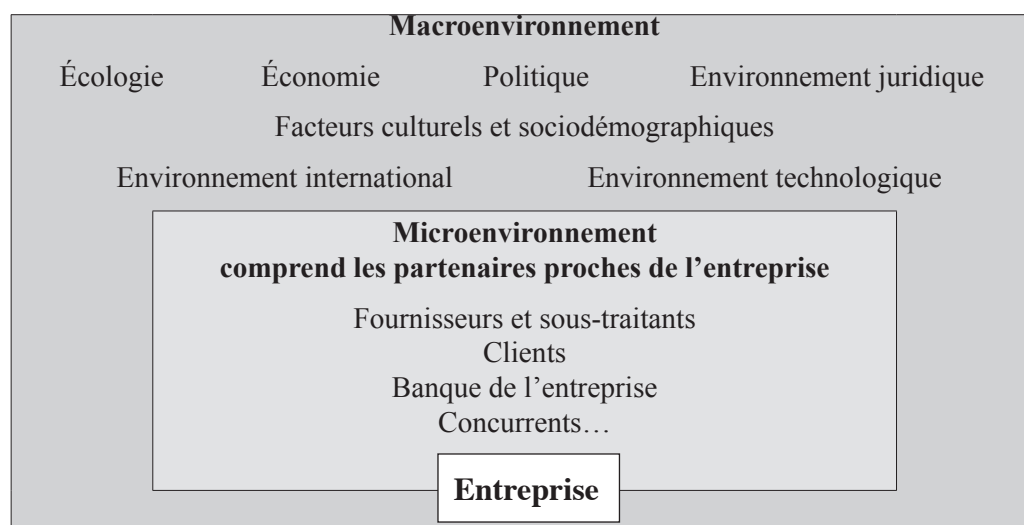 Macroenvironnement
Écologie Économie Politique Environnement juridique
Facteurs culturels et sociodémographiques
Environnement international Environnement technologique
Microenvironnement
comprend les partenaires proches de l’entreprise
Fournisseurs et sous-traitants
Clients
Banque de l’entreprise
Concurrents…
Entreprise